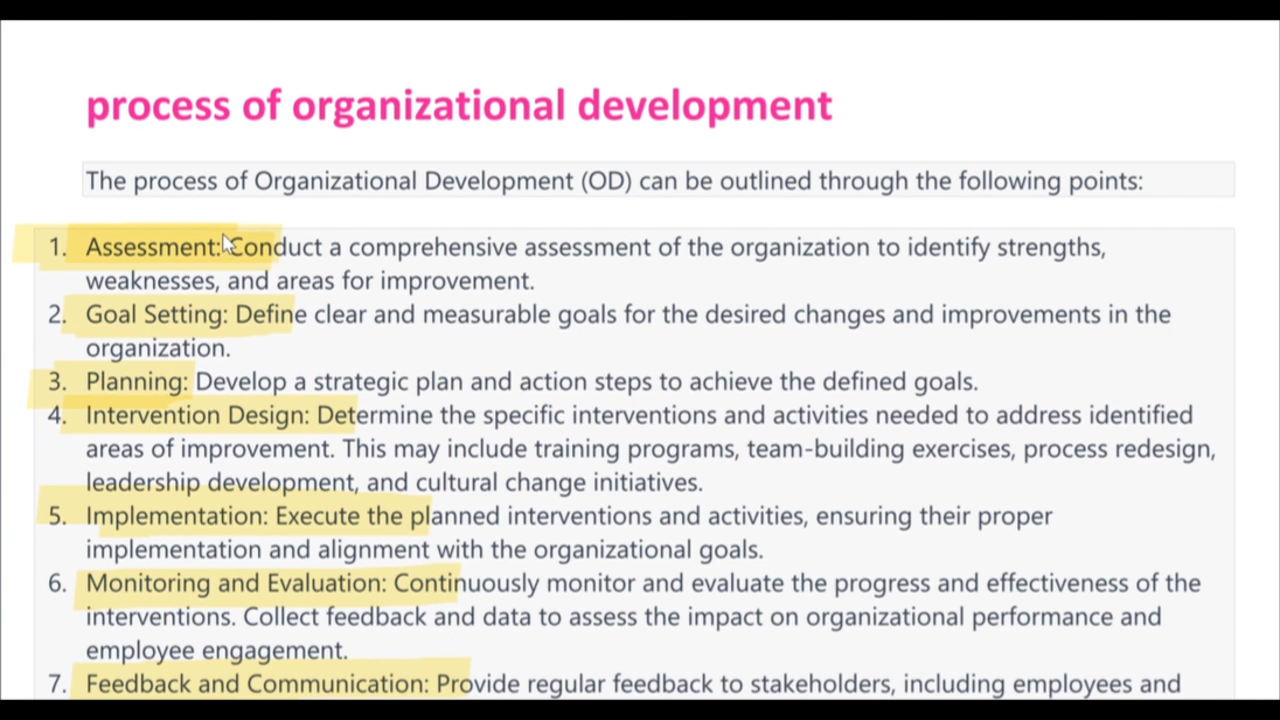 process of organizational development
The process of Organizational Development (OD) can be outlined through the following points:
1. Assessment: Conduct a comprehensive assessment of the organization to identify strengths,
weaknesses, and areas for improvement.
2. Goal Setting: Define clear and measurable goals for the desired changes and improvements in the
organization.
3. Planning: Develop a strategic plan and action steps to achieve the defined goals.
4. Intervention Design: Determine the specific interventions and activities needed to address identified
areas of improvement. This may include training programs, team-building exercises, process redesign,
leadership development, and cultural change initiatives.
5. Implementation: Execute the planned interventions and activities, ensuring their proper
implementation and alignment with the organizational goals.
6. Monitoring and Evaluation: Continuously monitor and evaluate the progress and effectiveness of the
interventions. Collect feedback and data to assess the impact on organizational performance and
employee engagement.
7. Feedback and Communication: Provide regular feedback to stakeholders, including employees and